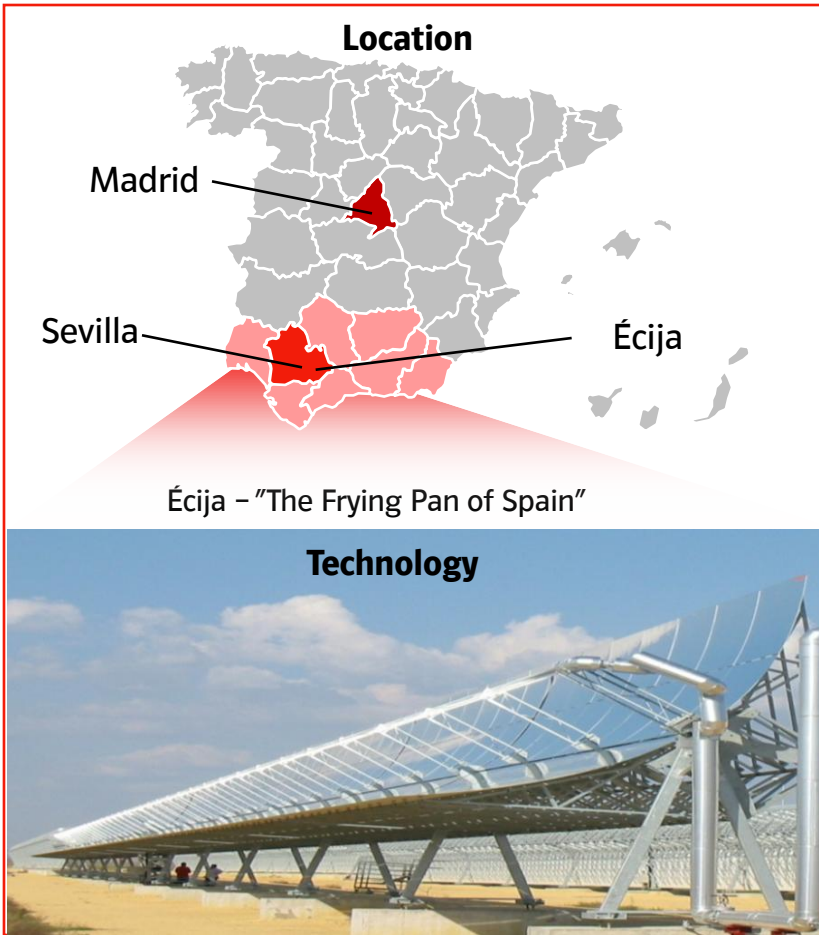 Location
Madrid
Sevilla
Écija
Écija – "The Frying Pan of Spain"
Technology